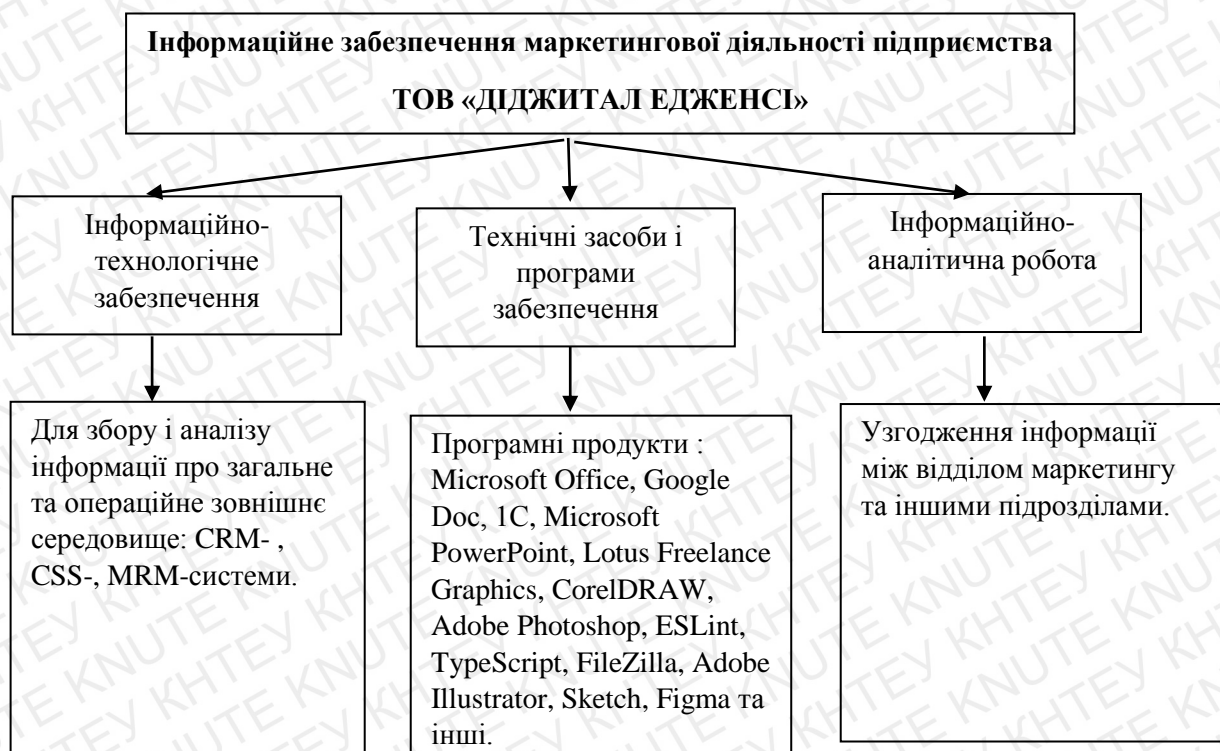 Інформаційне забезпечення маркетингової діяльності підприємства
ТОВ «ДІДЖИТАЛ ЕДЖЕНСІ»
Інформаційно-
технологічне
забезпечення
Технічні засоби і
програми
забезпечення
Інформаційно-
аналітична робота
Для збору і аналізу
інформації про загальне
та операційне зовнішнє
середовище: CRM- ,
CSS-, MRM-системи.
Програмні продукти :
Microsoft Office, Google
Doc, 1C, Microsoft
PowerPoint, Lotus Freelance
Graphics, CorelDRAW,
Adobe Photoshop, ESLint,
TypeScript, FileZilla, Adobe
Illustrator, Sketch, Figma та
інші.
Узгодження інформації
між відділом маркетингу
та іншими підрозділами.